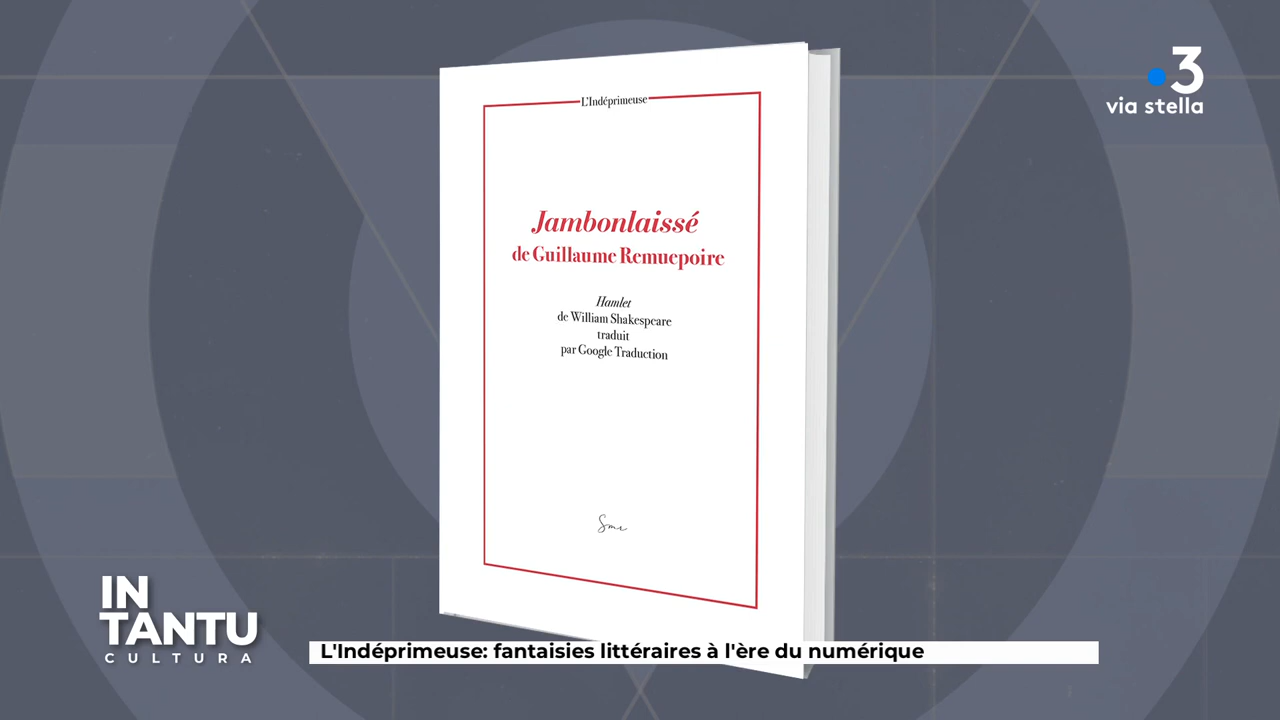 3
via stella
L'Indéprimeuse
Jambonlaissé
de Guillaume Remuepoire
Hamlet
de William Shakespeare
traduit
par Google Traduction
IN
TANTU
CULTURA
L'Indéprimeuse: fantaisies littéraires à l'ère du numérique